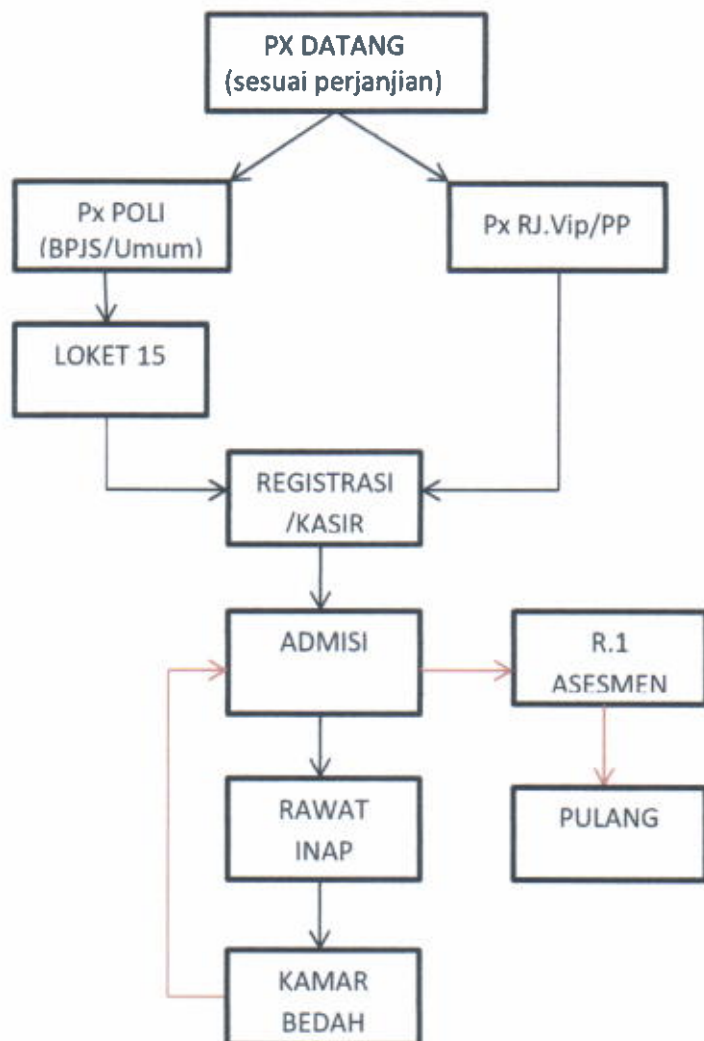 PX DATANG
(sesuai perjanjian)
Px POLI
(BPJS/Umum)
Px RJ.Vip/PP
LOKET 15
REGISTRASI
/KASIR
ADMISI
R.1
ASESMEN
RAWAT
INAP
PULANG
KAMAR
BEDAH